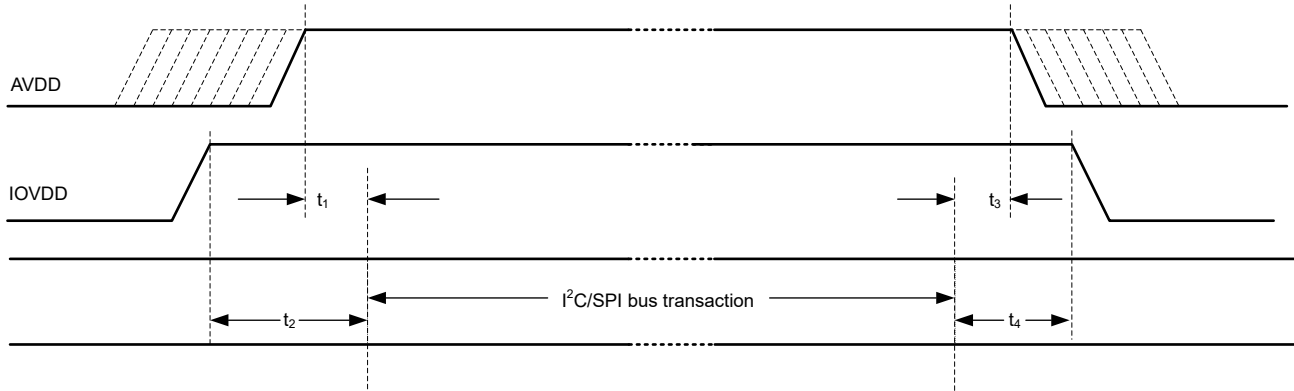 AVDD
IOVDD
t₁
t₃
I²C/SPI bus transaction
t₂
t₄